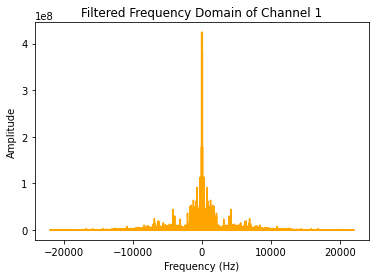 Filtered Frequency Domain of Channel 1
1e8
4
3
2
1
0
Amplitude
−20000 −10000 0 10000 20000
Frequency (Hz)